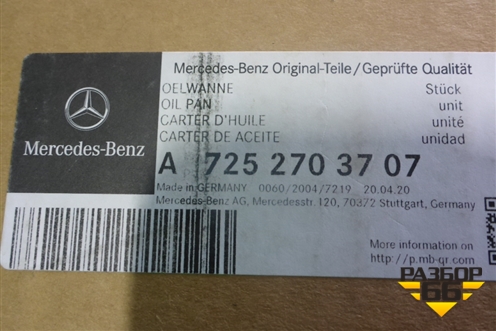 Mercedes-Benz Original-Teile/Geprüfte Qualität
OELWANNE Stück
OIL PAN unit
CARTER D'HUILE unité
CARTER DE ACEITE unidad
Mercedes-Benz
A 725 270 37 07
Made in GERMANY 0060/2004/7219 20.04.20
Mercedes-Benz AG, Mercedesstr. 120, 70372 Stuttgart, Germany
More information on
http://p.mb-qr.com
РАЗБОР
66